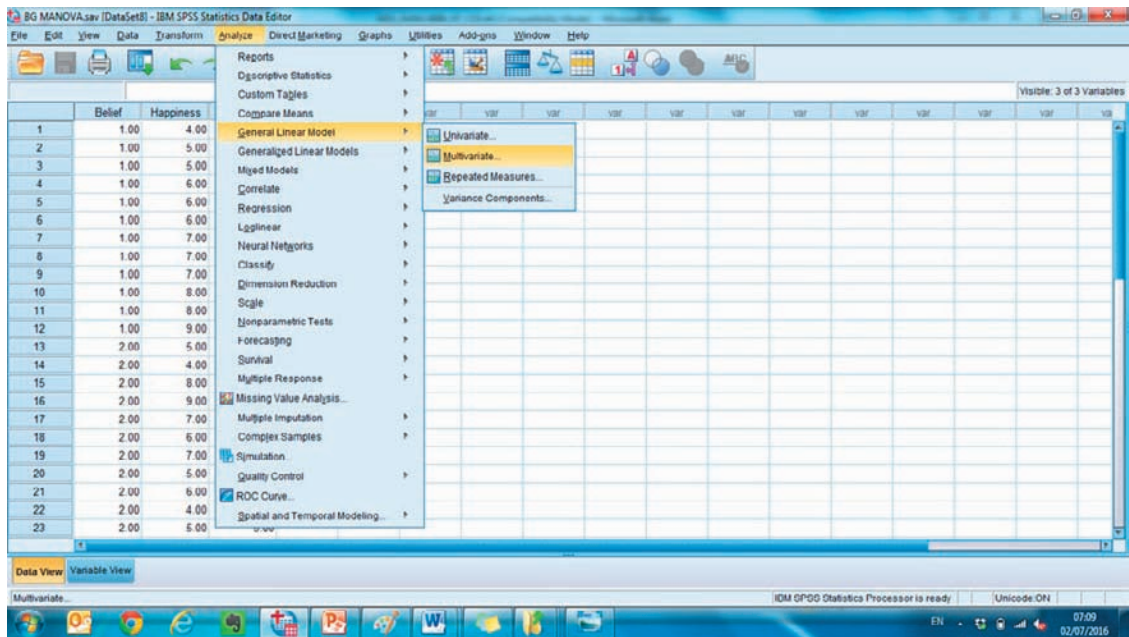 BG MANOVA.sav [DataSet8] - IBM SPSS Statistics Data Editor
File Edit View Data Transform Analyze Direct Marketing Graphs Utilities Add-ons Window Help
Visible: 3 of 3 Variables
Belief Happiness var var var var var var var var var
1 1.00 4.00
2 1.00 5.00
3 1.00 5.00
4 1.00 6.00
5 1.00 6.00
6 1.00 6.00
7 1.00 7.00
8 1.00 7.00
9 1.00 7.00
10 1.00 8.00
11 1.00 8.00
12 1.00 9.00
13 2.00 5.00
14 2.00 4.00
15 2.00 8.00
16 2.00 9.00
17 2.00 7.00
18 2.00 6.00
19 2.00 7.00
20 2.00 5.00
21 2.00 6.00
22 2.00 4.00
23 2.00
Reports
Descriptive Statistics
Custom Tables
Compare Means
General Linear Model
Generalized Linear Models
Mixed Models
Correlate
Regression
Loglinear
Neural Networks
Classify
Dimension Reduction
Scale
Nonparametric Tests
Forecasting
Survival
Multiple Response
Missing Value Analysis...
Multiple Imputation
Complex Samples
Simulation...
Quality Control
ROC Curve...
Spatial and Temporal Modeling...
Univariate...
Multivariate...
Repeated Measures...
Variance Components...
Data View Variable View
Multivariate... IBM SPSS Statistics Processor is ready Unicode:ON
EN 07:09
02/07/2016